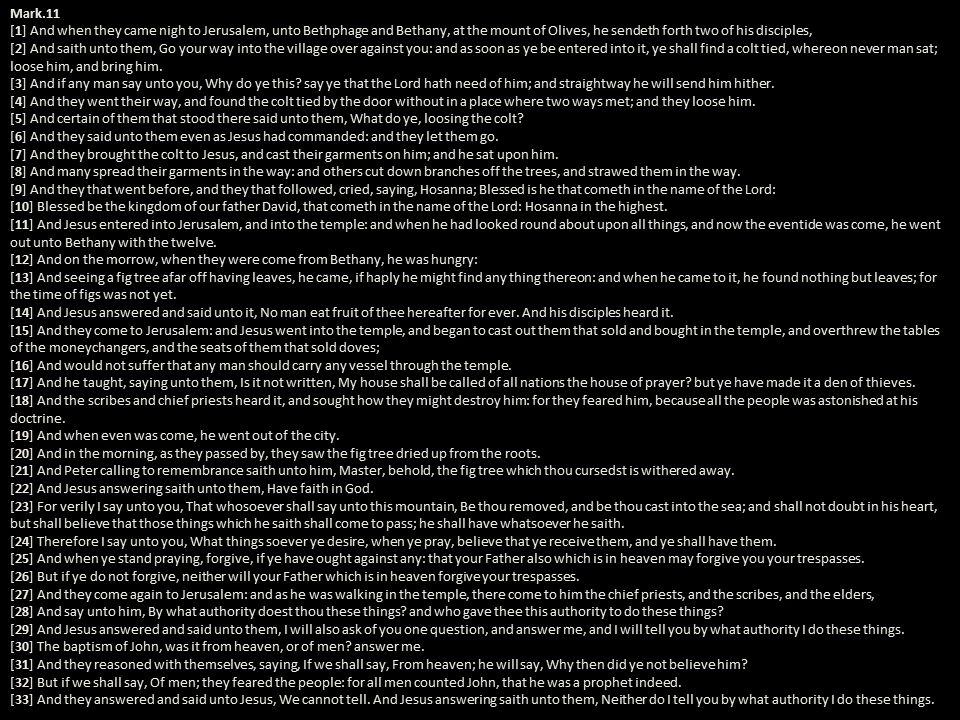 Mark.11
[1] And when they came nigh to Jerusalem, unto Bethphage and Bethany, at the mount of Olives, he sendeth forth two of his disciples,
[2] And saith unto them, Go your way into the village over against you: and as soon as ye be entered into it, ye shall find a colt tied, whereon never man sat;
loose him, and bring him.
[3] And if any man say unto you, Why do ye this? say ye that the Lord hath need of him; and straightway he will send him hither.
[4] And they went their way, and found the colt tied by the door without in a place where two ways met; and they loose him.
[5] And certain of them that stood there said unto them, What do ye, loosing the colt?
[6] And they said unto them even as Jesus had commanded: and they let them go.
[7] And they brought the colt to Jesus, and cast their garments on him; and he sat upon him.
[8] And many spread their garments in the way: and others cut down branches off the trees, and strawed them in the way.
[9] And they that went before, and they that followed, cried, saying, Hosanna; Blessed is he that cometh in the name of the Lord:
[10] Blessed be the kingdom of our father David, that cometh in the name of the Lord: Hosanna in the highest.
[11] And Jesus entered into Jerusalem, and into the temple: and when he had looked round about upon all things, and now the eventide was come, he went
out unto Bethany with the twelve.
[12] And on the morrow, when they were come from Bethany, he was hungry:
[13] And seeing a fig tree afar off having leaves, he came, if haply he might find any thing thereon: and when he came to it, he found nothing but leaves; for
the time of figs was not yet.
[14] And Jesus answered and said unto it, No man eat fruit of thee hereafter for ever. And his disciples heard it.
[15] And they come to Jerusalem: and Jesus went into the temple, and began to cast out them that sold and bought in the temple, and overthrew the tables
of the moneychangers, and the seats of them that sold doves;
[16] And would not suffer that any man should carry any vessel through the temple.
[17] And he taught, saying unto them, Is it not written, My house shall be called of all nations the house of prayer? but ye have made it a den of thieves.
[18] And the scribes and chief priests heard it, and sought how they might destroy him: for they feared him, because all the people was astonished at his
doctrine.
[19] And when even was come, he went out of the city.
[20] And in the morning, as they passed by, they saw the fig tree dried up from the roots.
[21] And Peter calling to remembrance saith unto him, Master, behold, the fig tree which thou cursedst is withered away.
[22] And Jesus answering saith unto them, Have faith in God.
[23] For verily I say unto you, That whosoever shall say unto this mountain, Be thou removed, and be thou cast into the sea; and shall not doubt in his heart,
but shall believe that those things which he saith shall come to pass; he shall have whatsoever he saith.
[24] Therefore I say unto you, What things soever ye desire, when ye pray, believe that ye receive them, and ye shall have them.
[25] And when ye stand praying, forgive, if ye have ought against any: that your Father also which is in heaven may forgive you your trespasses.
[26] But if ye do not forgive, neither will your Father which is in heaven forgive your trespasses.
[27] And they come again to Jerusalem: and as he was walking in the temple, there come to him the chief priests, and the scribes, and the elders,
[28] And say unto him, By what authority doest thou these things? and who gave thee this authority to do these things?
[29] And Jesus answered and said unto them, I will also ask of you one question, and answer me, and I will tell you by what authority I do these things.
[30] The baptism of John, was it from heaven, or of men? answer me.
[31] And they reasoned with themselves, saying, If we shall say, From heaven; he will say, Why then did ye not believe him?
[32] But if we shall say, Of men; they feared the people: for all men counted John, that he was a prophet indeed.
[33] And they answered and said unto Jesus, We cannot tell. And Jesus answering saith unto them, Neither do I tell you by what authority I do these things.